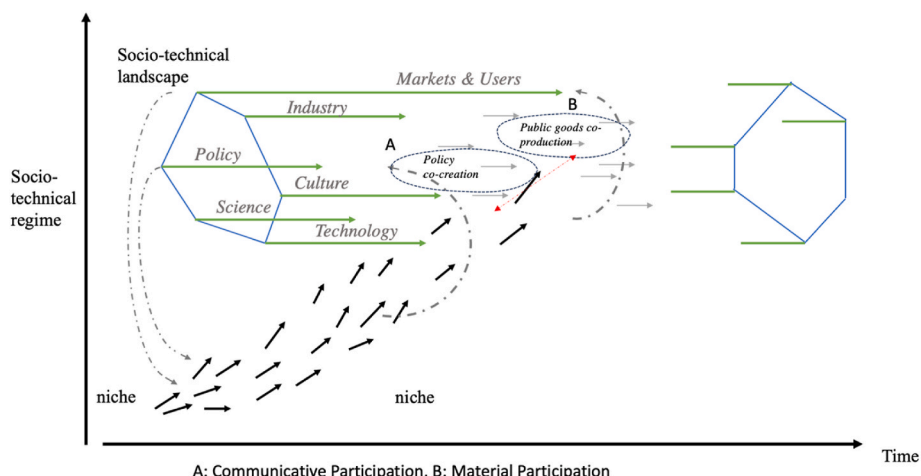 Socio-technical
landscape
Markets & Users
B
Industry
Public goods co-
production
A
Policy
Policy
co-creation
Socio-
technical
regime
Culture
Science
Technology
niche
niche
Time
A: Communicative Participation, B: Material Participation